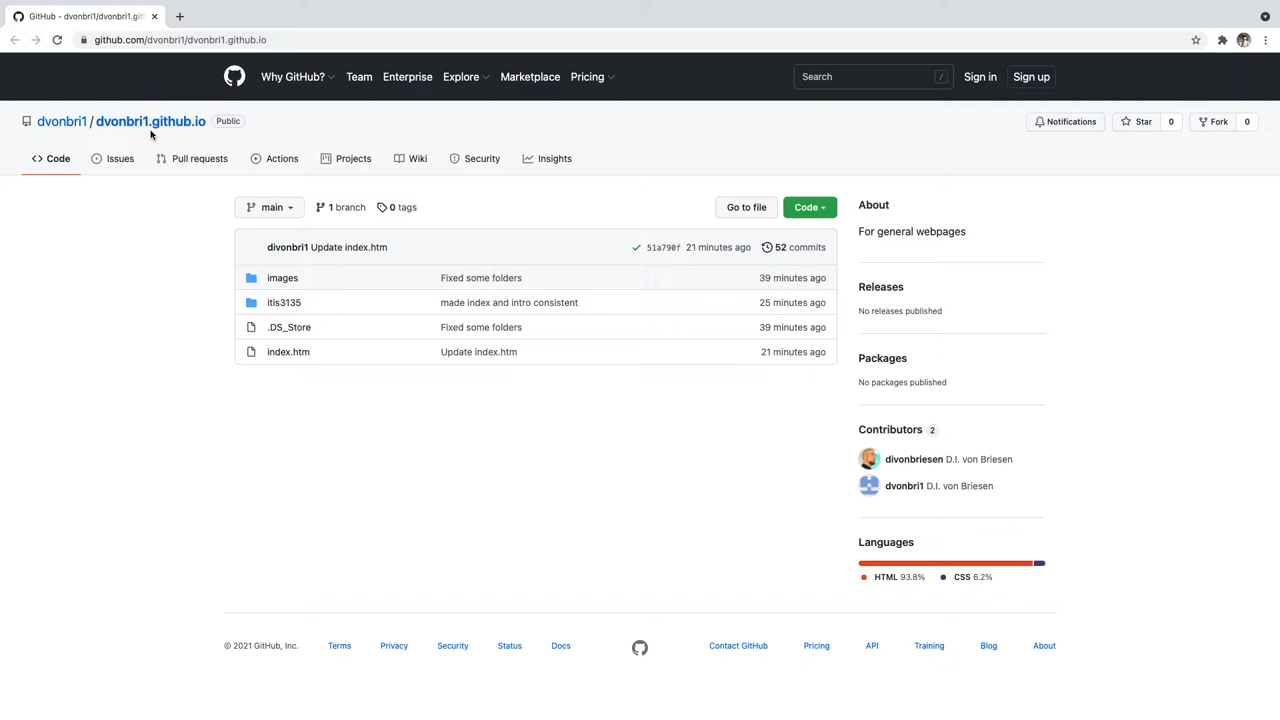 GitHub - dvonbri1/dvonbri1.git
github.com/dvonbri1/dvonbri1.github.io
Why GitHub? Team Enterprise Explore Marketplace Pricing Search / Sign in Sign up
dvonbri1 / dvonbri1.github.io Public Notifications Star 0 Fork 0
Code Issues Pull requests Actions Projects Wiki Security Insights
main 1 branch 0 tags Go to file Code
About
For general webpages
divonbri1 Update index.htm 51a790f 21 minutes ago 52 commits
images Fixed some folders 39 minutes ago
itis3135 made index and intro consistent 25 minutes ago
.DS_Store Fixed some folders 39 minutes ago
index.htm Update index.htm 21 minutes ago
Releases
No releases published
Packages
No packages published
Contributors 2
divonbriesen D.I. von Briesen
dvonbri1 D.I. von Briesen
Languages
HTML 93.8% CSS 6.2%
© 2021 GitHub, Inc. Terms Privacy Security Status Docs Contact GitHub Pricing API Training Blog About